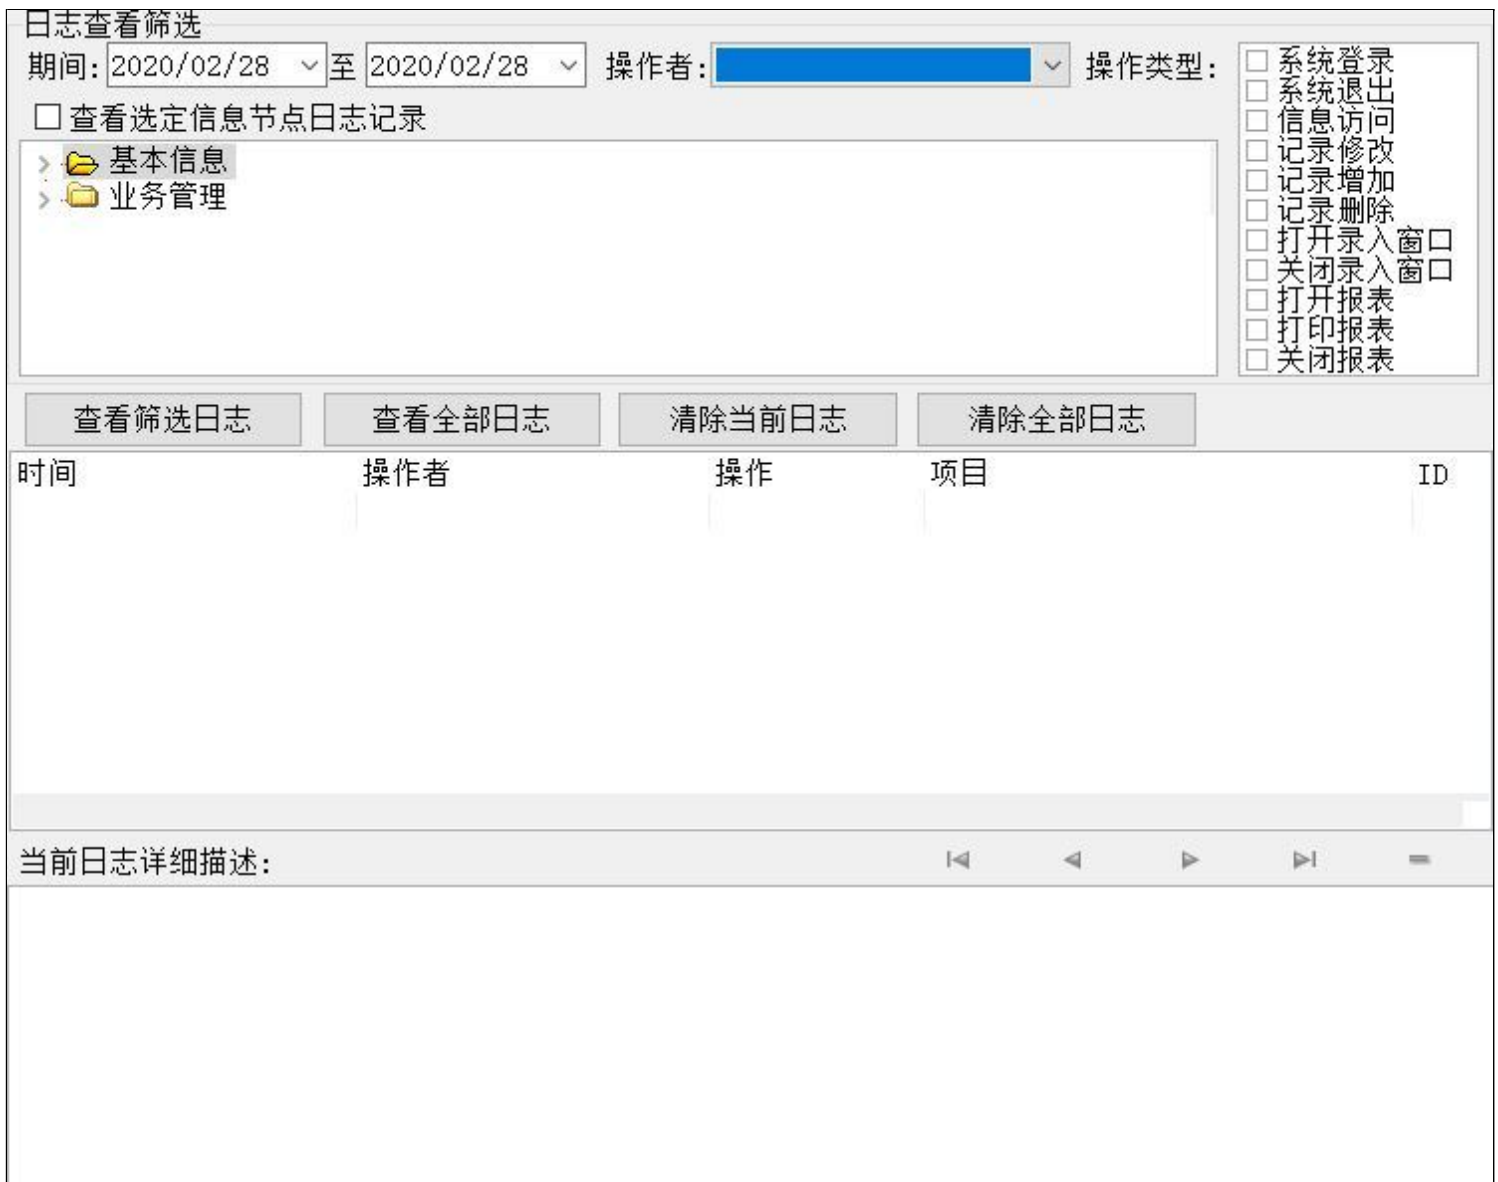 日志查看筛选
期间: 2020/02/28 至 2020/02/28 操作者: 操作类型:
系统登录
系统退出
信息访问
记录修改
记录增加
记录删除
打开录入窗口
关闭录入窗口
打开报表
打印报表
关闭报表
查看选定信息节点日志记录
基本信息
业务管理
查看筛选日志 查看全部日志 清除当前日志 清除全部日志
时间 操作者 操作 项目 ID
当前日志详细描述: